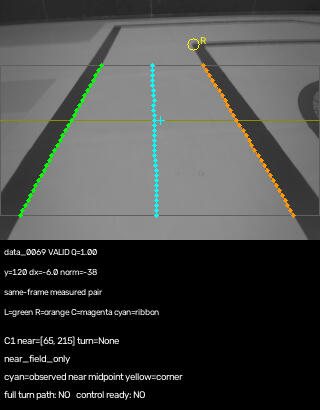 R
data_0069 VALID Q=1.00
y=120 dx=-6.0 norm=-38
same-frame measured pair
L=green R=orange C=magenta cyan=ribbon
C1 near=[65, 215] turn=None
near_field_only
cyan=observed near midpoint yellow=corner
full turn path: NO control ready: NO